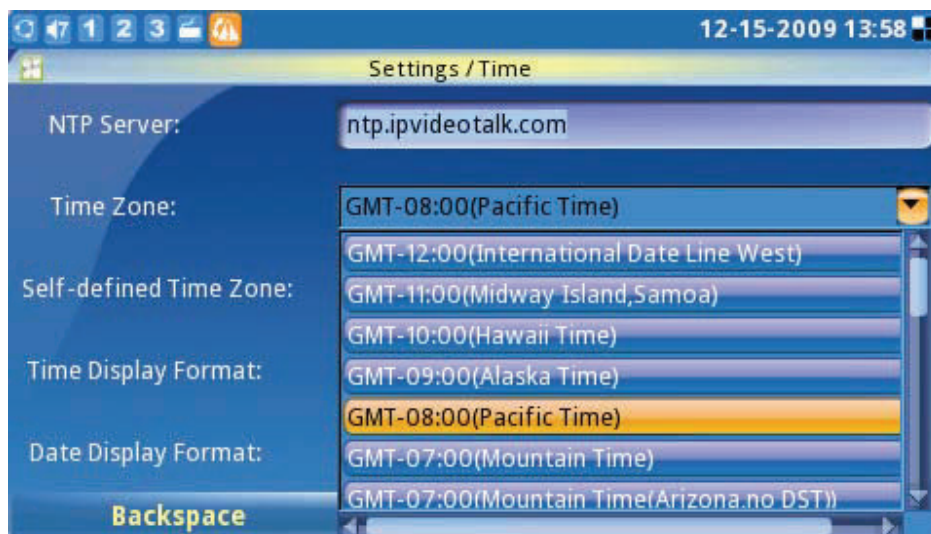 47 1 2 3 12-15-2009 13:58
Settings / Time
NTP Server: ntp.ipvideotalk.com
Time Zone: GMT-08:00(Pacific Time)
GMT-12:00(International Date Line West)
Self-defined Time Zone: GMT-11:00(Midway Island,Samoa)
GMT-10:00(Hawaii Time)
Time Display Format: GMT-09:00(Alaska Time)
GMT-08:00(Pacific Time)
Date Display Format: GMT-07:00(Mountain Time)
GMT-07:00(Mountain Time(Arizona.no DST))
Backspace